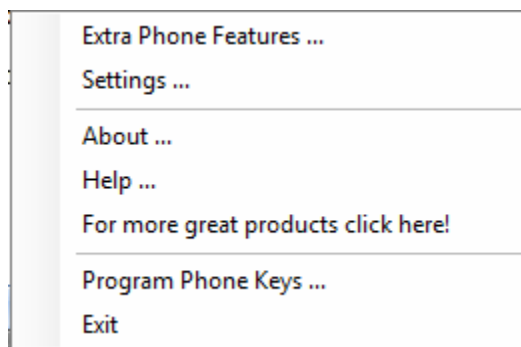 Extra Phone Features ...
Settings ...
About ...
Help ...
For more great products click here!
Program Phone Keys ...
Exit